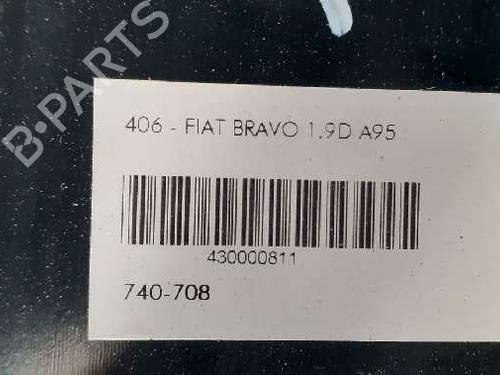 B-PARTS
406 - FIAT BRAVO 1.9D A95
430000811
740-708